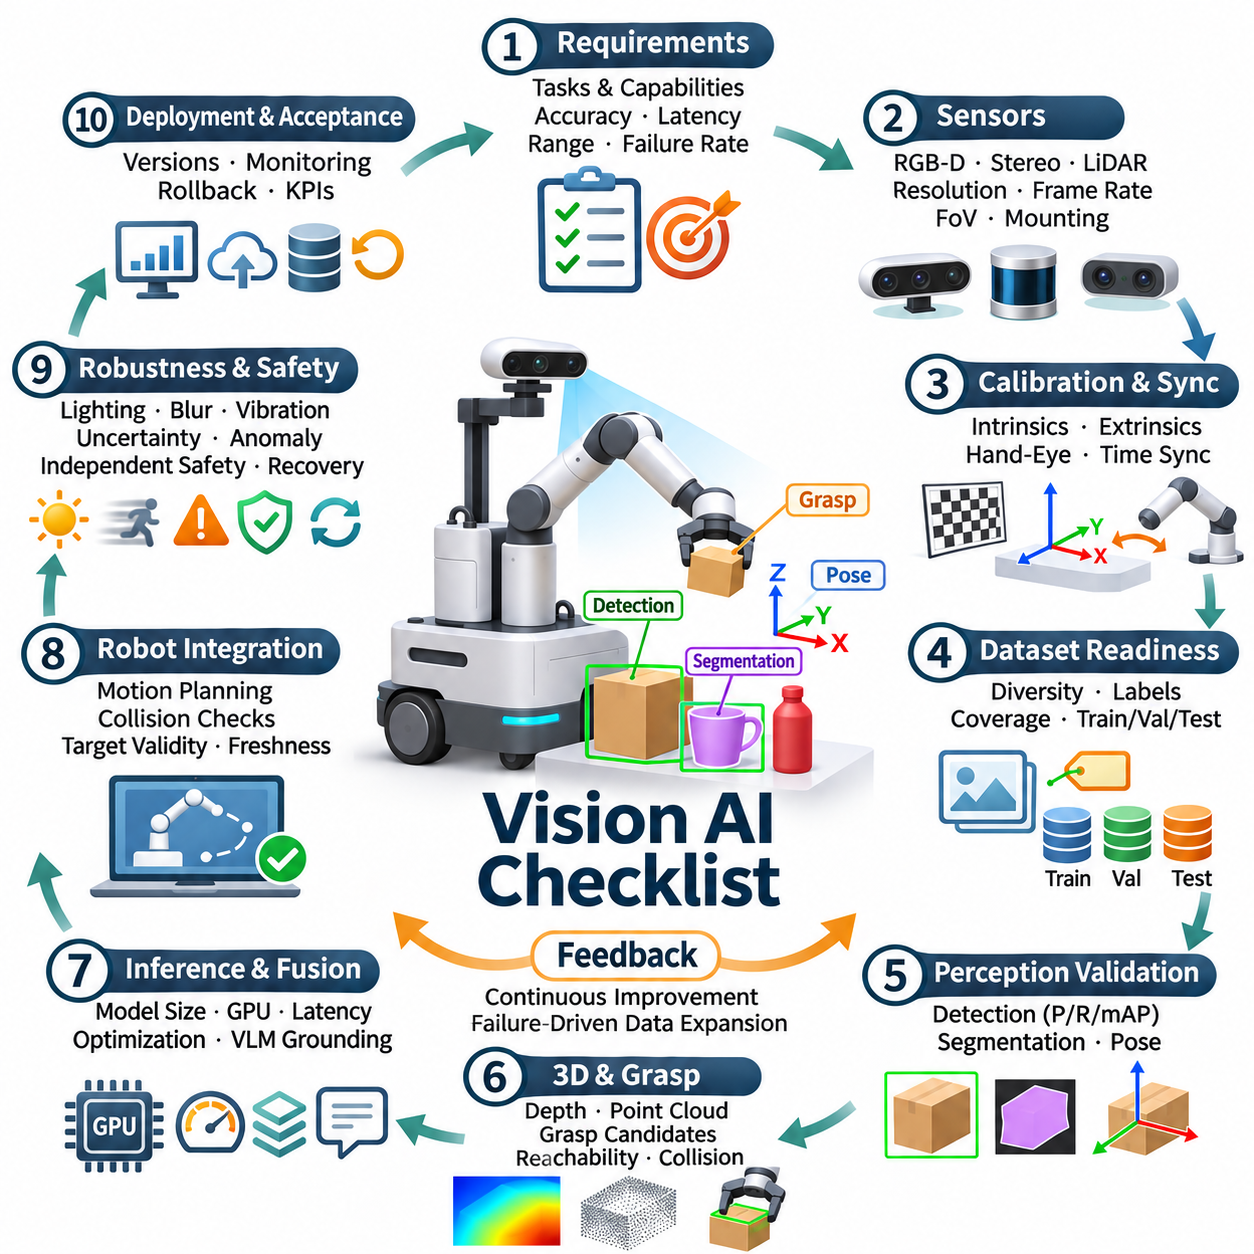 1 Requirements
Tasks & Capabilities
Accuracy · Latency
Range · Failure Rate
2 Sensors
RGB-D · Stereo · LiDAR
Resolution · Frame Rate
FoV · Mounting
3 Calibration & Sync
Intrinsics · Extrinsics
Hand-Eye · Time Sync
Y
X
4 Dataset Readiness
Diversity · Labels
Coverage · Train/Val/Test
Train Val Test
5 Perception Validation
Detection (P/R/mAP)
Segmentation · Pose
6 3D & Grasp
Depth · Point Cloud
Grasp Candidates
Reachability · Collision
7 Inference & Fusion
Model Size · GPU · Latency
Optimization · VLM Grounding
GPU
8 Robot Integration
Motion Planning
Collision Checks
Target Validity · Freshness
9 Robustness & Safety
Lighting · Blur · Vibration
Uncertainty · Anomaly
Independent Safety · Recovery
10 Deployment & Acceptance
Versions · Monitoring
Rollback · KPIs
Grasp
Pose
Z
Y
X
Detection
Segmentation
Vision AI
Checklist
Feedback
Continuous Improvement
Failure-Driven Data Expansion